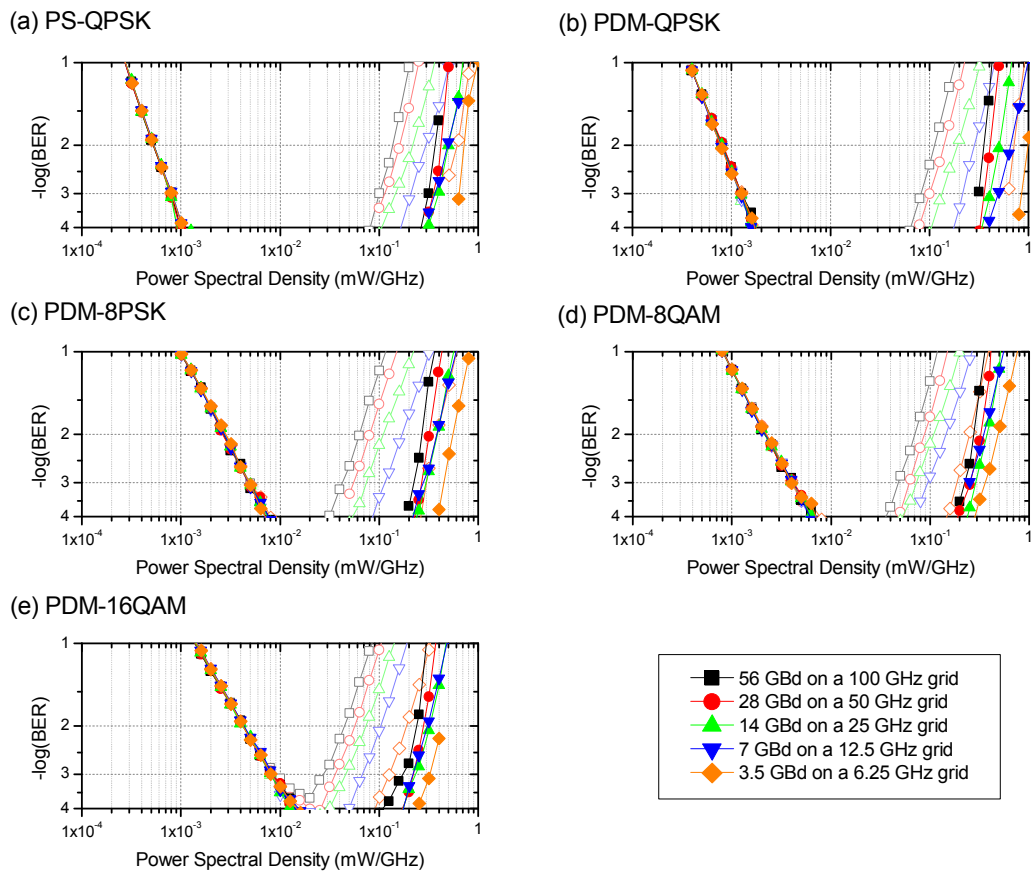 (a) PS-QPSK
(b) PDM-QPSK
1
2
3
4
-log(BER)
1x10-4 1x10-3 1x10-2 1x10-1 1
Power Spectral Density (mW/GHz)
1
2
3
4
-log(BER)
1x10-4 1x10-3 1x10-2 1x10-1 1
Power Spectral Density (mW/GHz)
(c) PDM-8PSK
(d) PDM-8QAM
1
2
3
4
-log(BER)
1x10-4 1x10-3 1x10-2 1x10-1 1
Power Spectral Density (mW/GHz)
1
2
3
4
-log(BER)
1x10-4 1x10-3 1x10-2 1x10-1 1
Power Spectral Density (mW/GHz)
(e) PDM-16QAM
1
2
3
4
-log(BER)
1x10-4 1x10-3 1x10-2 1x10-1 1
Power Spectral Density (mW/GHz)
56 GBd on a 100 GHz grid
28 GBd on a 50 GHz grid
14 GBd on a 25 GHz grid
7 GBd on a 12.5 GHz grid
3.5 GBd on a 6.25 GHz grid